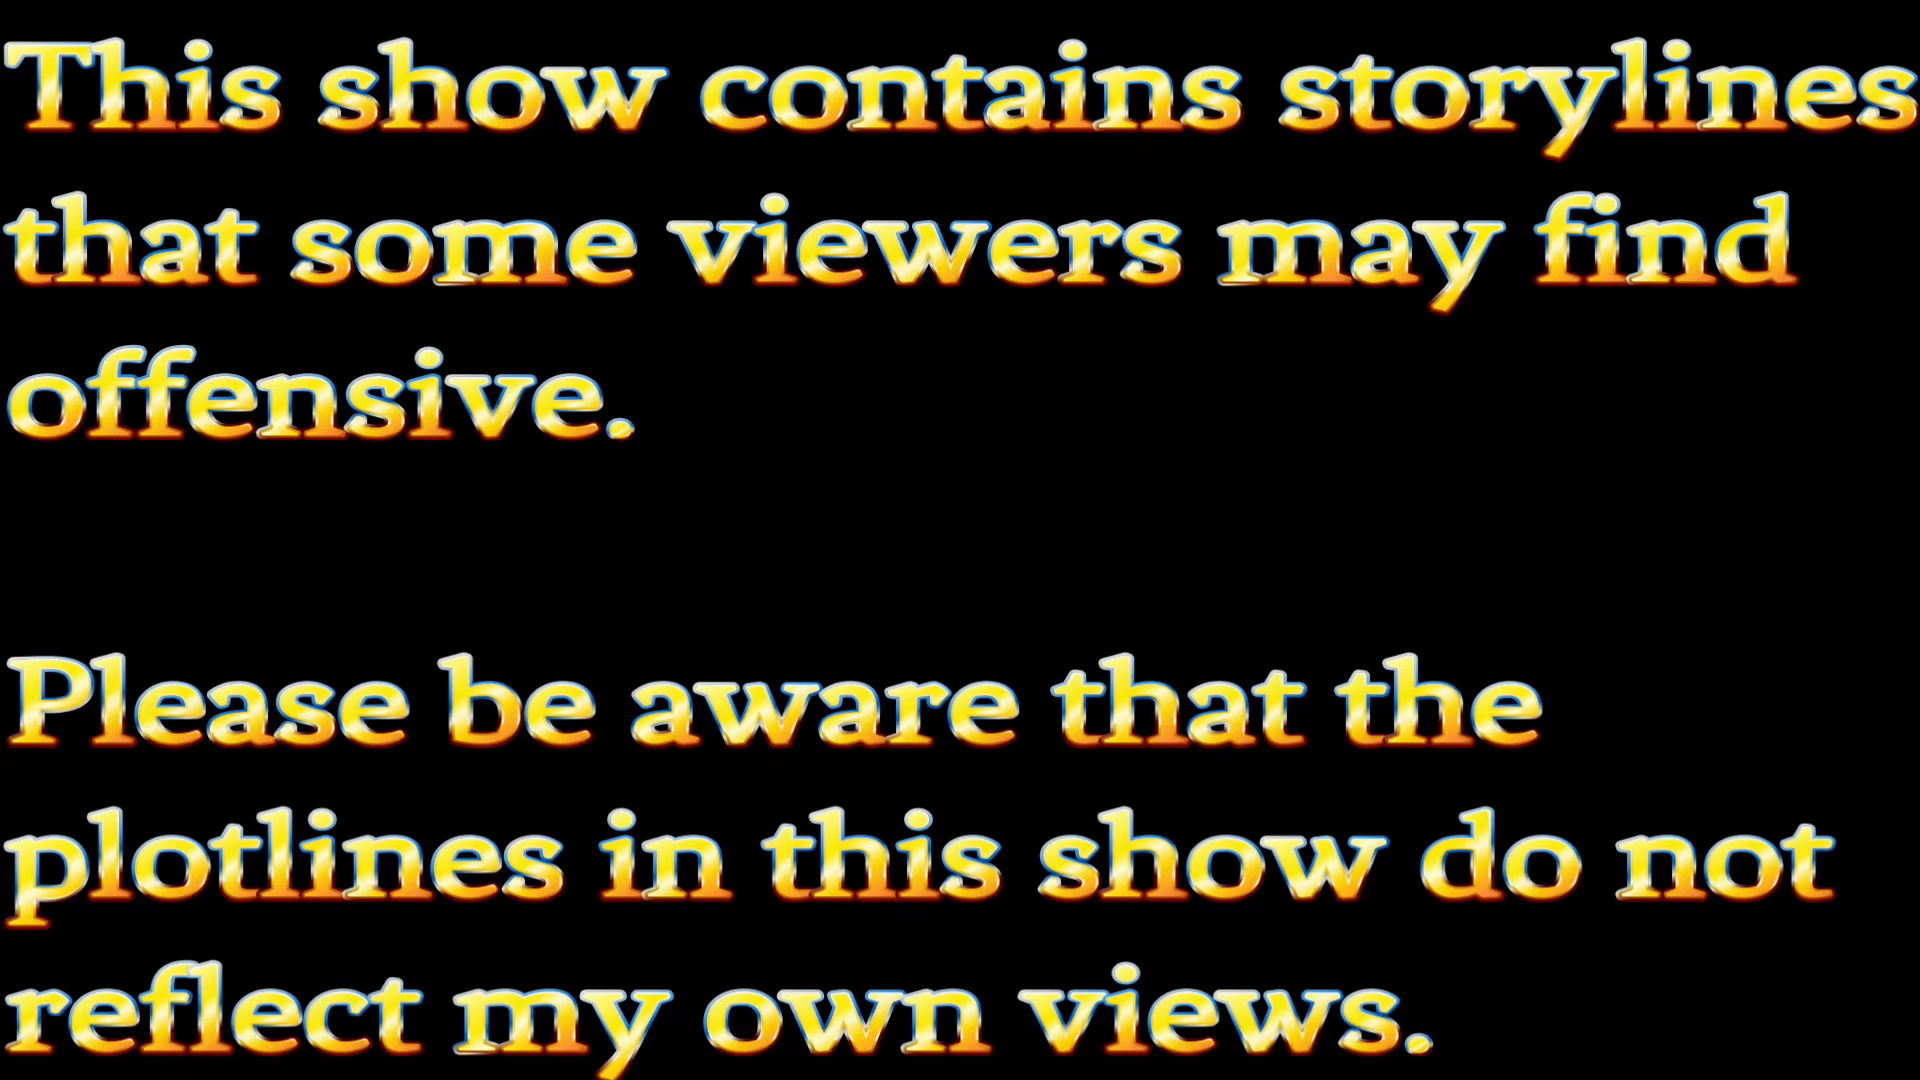 This show contains storylines
that some viewers may find
offensive.
Please be aware that the
plotlines in this show do not
reflect my own views.